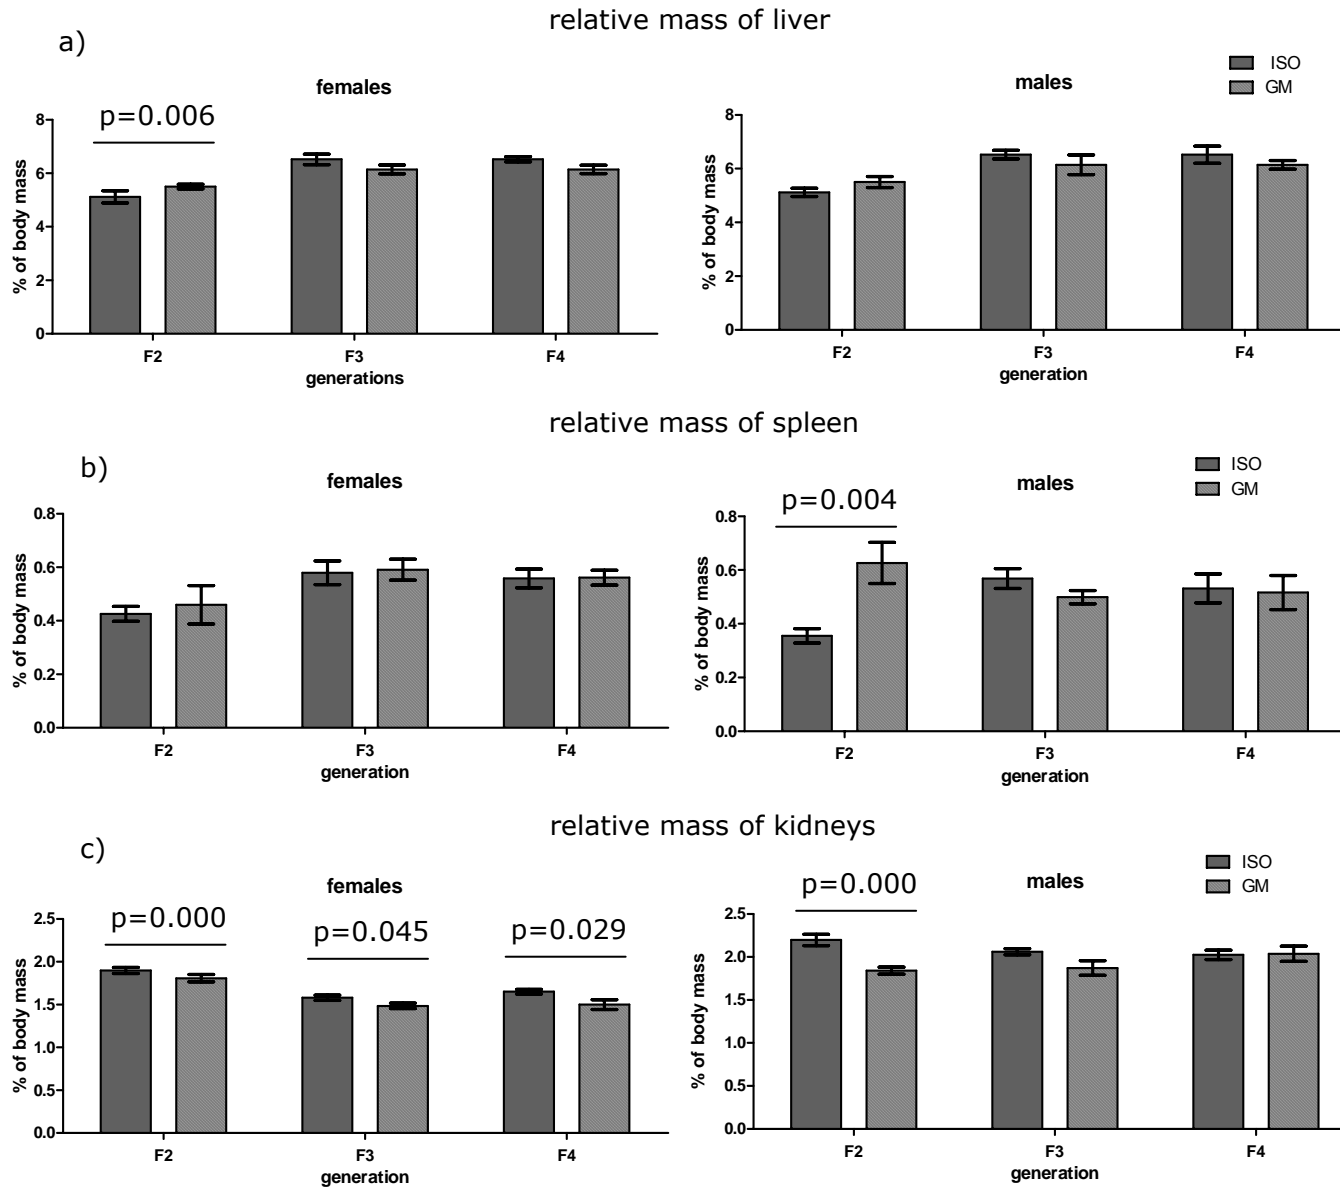 relative mass of liver
a)
females
p=0.006
% of body mass
8
6
4
2
0
F2 F3 F4
generations
males
ISO
GM
% of body mass
8
6
4
2
0
F2 F3 F4
generation
relative mass of spleen
b)
females
% of body mass
0.8
0.6
0.4
0.2
0.0
F2 F3 F4
generation
males
ISO
GM
p=0.004
% of body mass
0.8
0.6
0.4
0.2
0.0
F2 F3 F4
generation
relative mass of kidneys
c)
females
p=0.000 p=0.045 p=0.029
% of body mass
2.5
2.0
1.5
1.0
0.5
0.0
F2 F3 F4
generation
males
ISO
GM
p=0.000
% of body mass
2.5
2.0
1.5
1.0
0.5
0.0
F2 F3 F4
generation